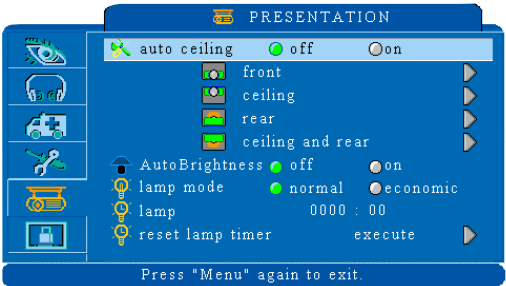 PRESENTATION
auto ceiling off on
front
ceiling
rear
ceiling and rear
AutoBrightness off on
lamp mode normal economic
lamp 0000 : 00
reset lamp timer execute
Press "Menu" again to exit.